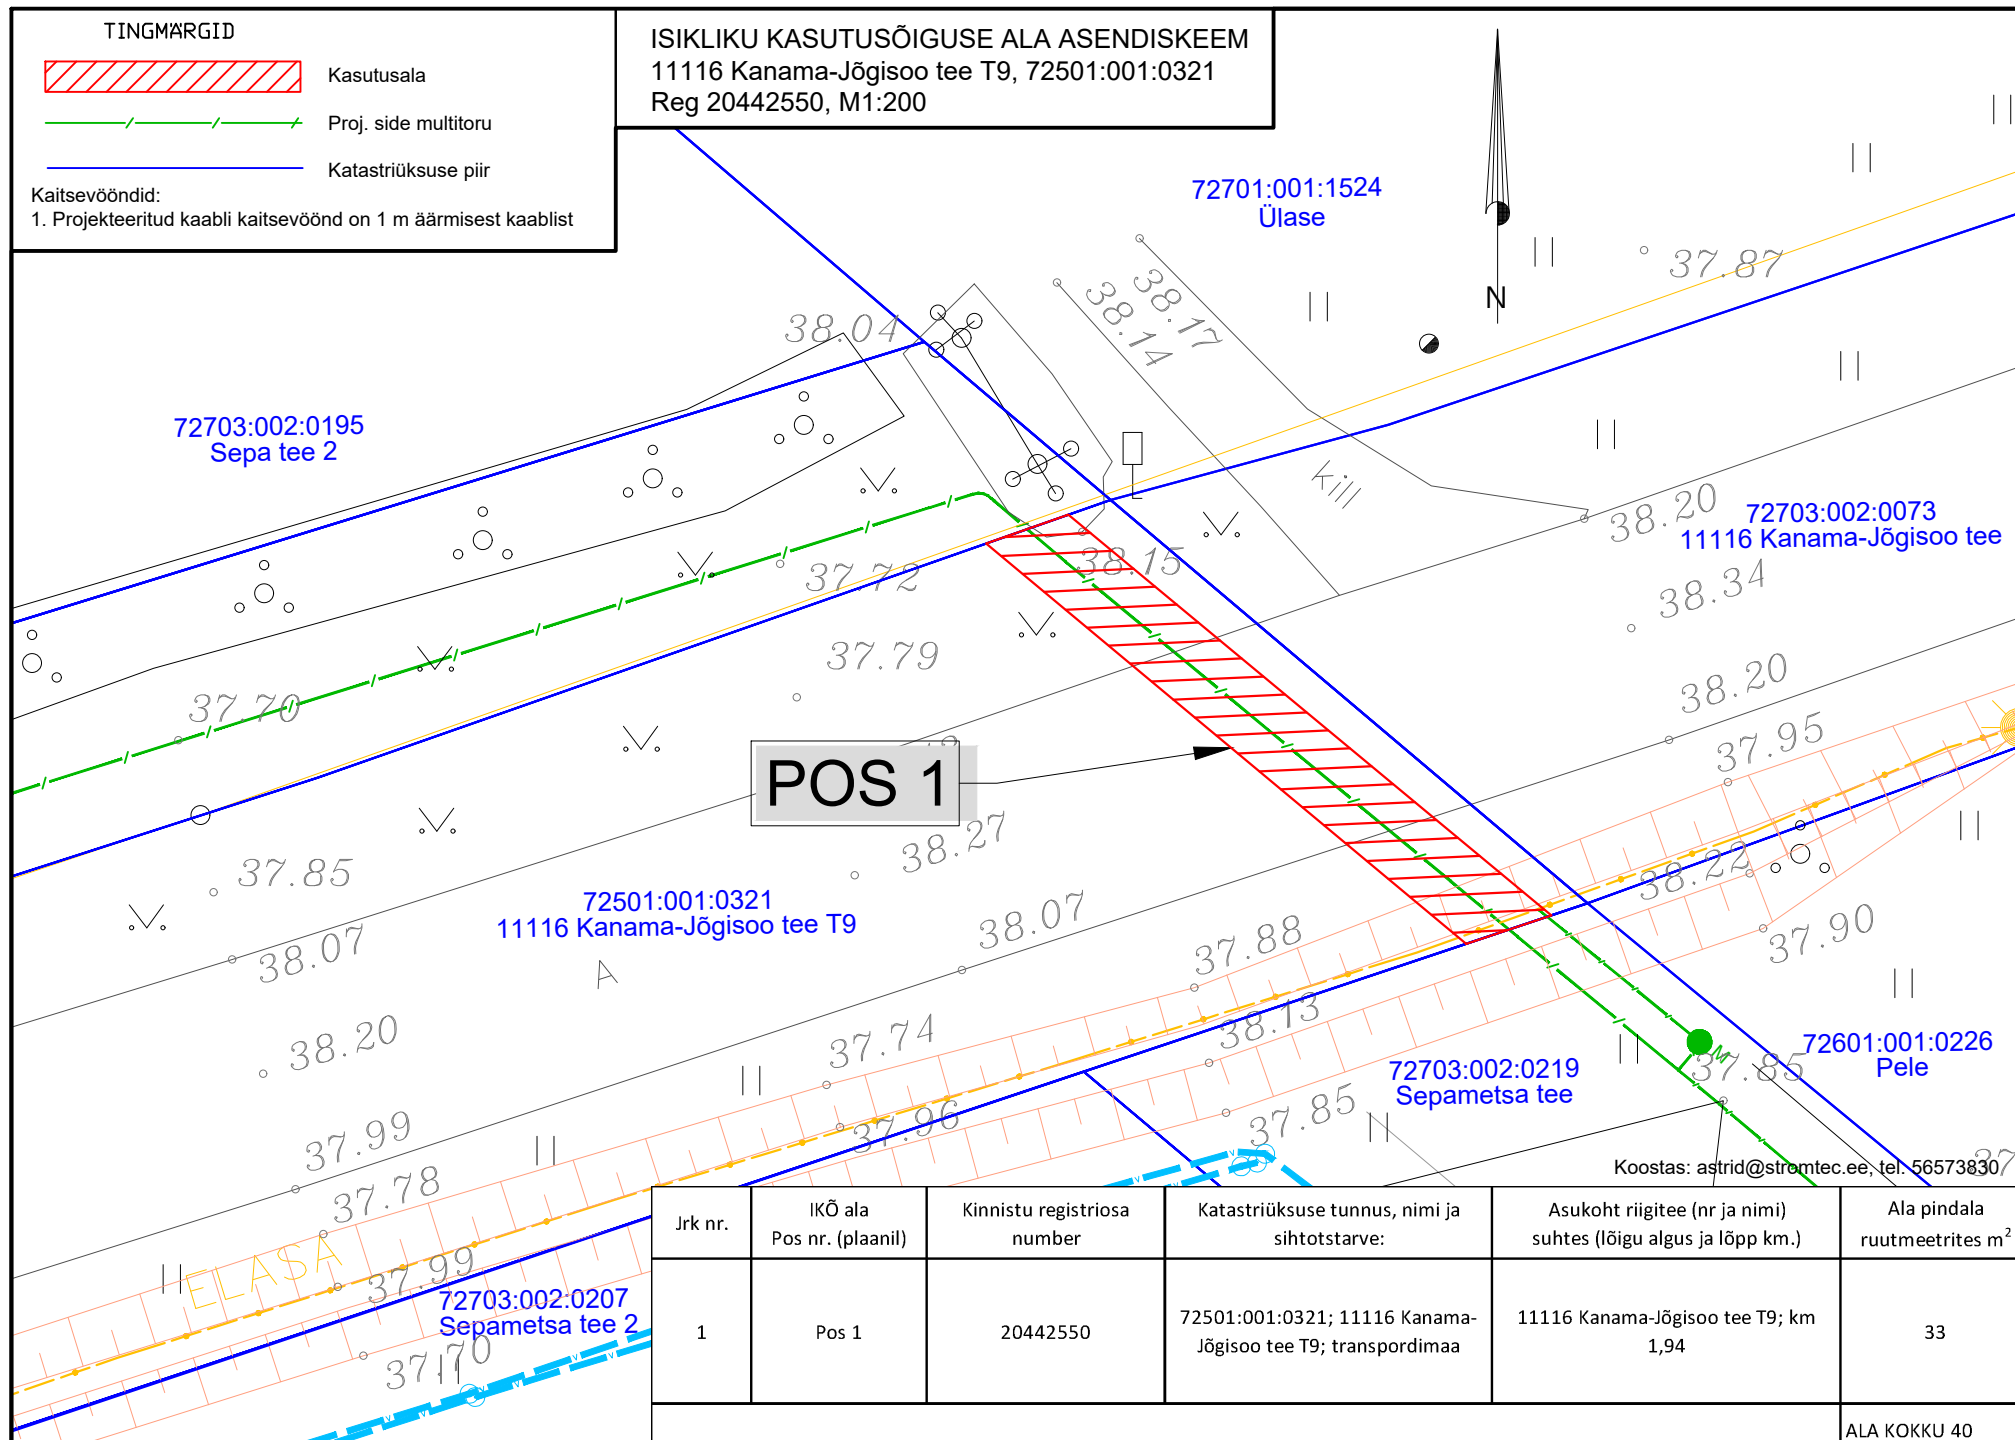 TINGMÄRGID
Kasutusala
Proj. side multitoru
Katastriüksuse piir
Kaitsevööndid:
1. Projekteeritud kaabli kaitsevöönd on 1 m äärmisest kaablist
ISIKLIKU KASUTUSÕIGUSE ALA ASENDISKEEM
11116 Kanama-Jõgisoo tee T9, 72501:001:0321
Reg 20442550, M1:200
72701:001:1524
Ülase
N
37.87
38.17
38.14
38.04
72703:002:0195
Sepa tee 2
kill
38.20
72703:002:0073
11116 Kanama-Jõgisoo tee
38.15
37.72
38.34
37.79
38.20
37.70
37.95
POS 1
38.27
37.85
38.22
72501:001:0321
11116 Kanama-Jõgisoo tee T9
38.07
37.88
37.90
38.07
A
38.13
38.20
37.74
72703:002:0219
Sepametsa tee
M
37.85
72601:001:0226
Pele
37.96
37.85
37.99
37.78
Koostas: astrid@stromtec.ee, tel. 56573830
37
ELASA
37.99
72703:002:0207
Sepametsa tee 2
37.70
Jrk nr.
IKÕ ala
Pos nr. (plaanil)
Kinnistu registriosa
number
Katastriüksuse tunnus, nimi ja
sihtotstarve:
Asukoht riigitee (nr ja nimi)
suhtes (lõigu algus ja lõpp km.)
Ala pindala
ruutmeetrites m²
1
Pos 1
20442550
72501:001:0321; 11116 Kanama-
Jõgisoo tee T9; transpordimaa
11116 Kanama-Jõgisoo tee T9; km
1,94
33
ALA KOKKU 40